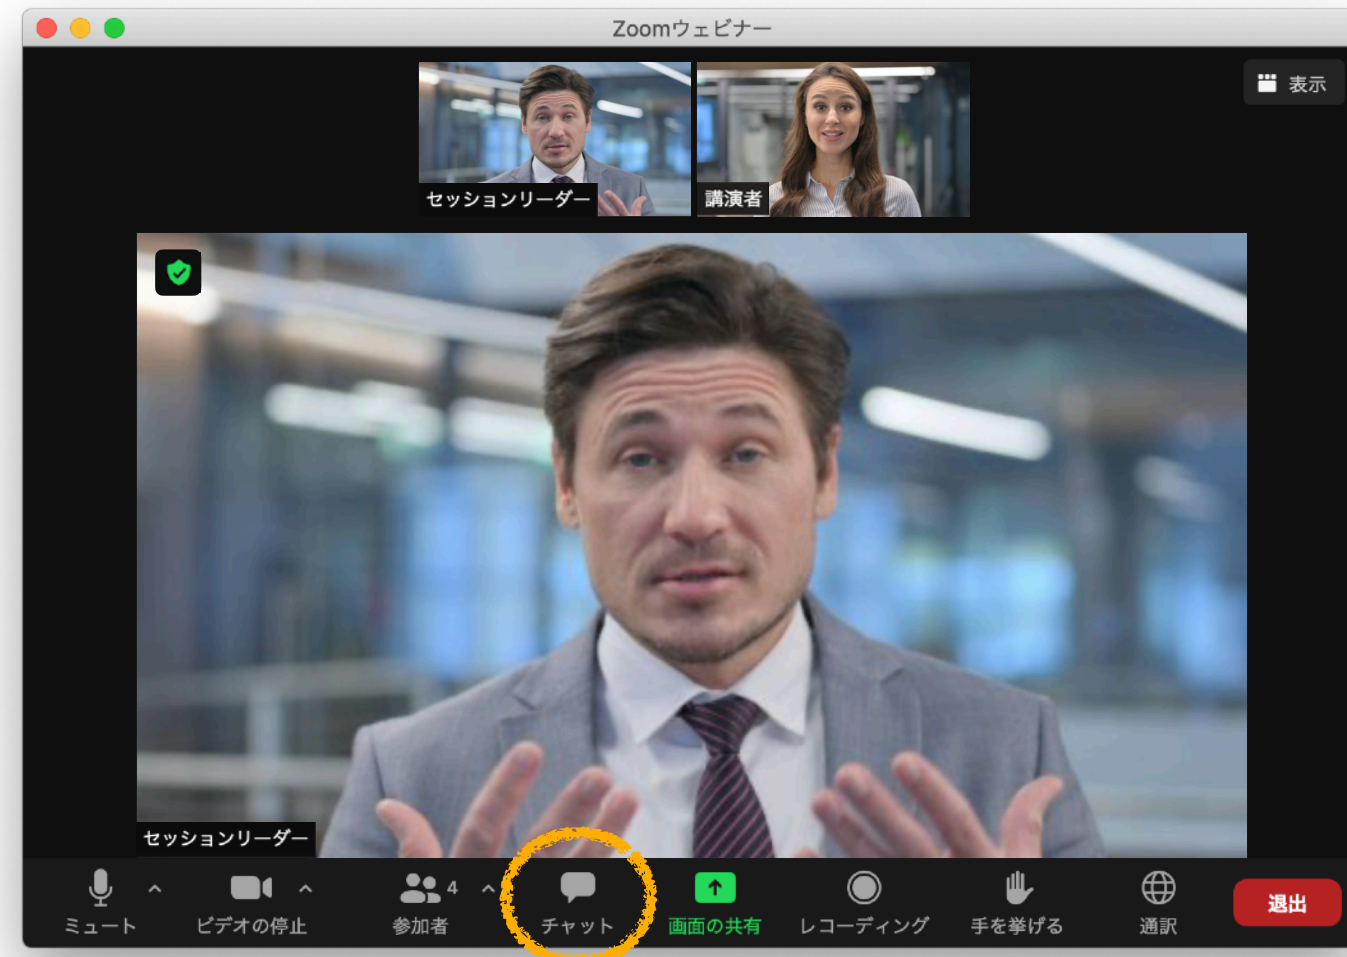 Zoomウェビナー
表示
セッションリーダー
講演者
セッションリーダー
4
ミュート
ビデオの停止
参加者
チャット
画面の共有
レコーディング
手を挙げる
通訳
退出